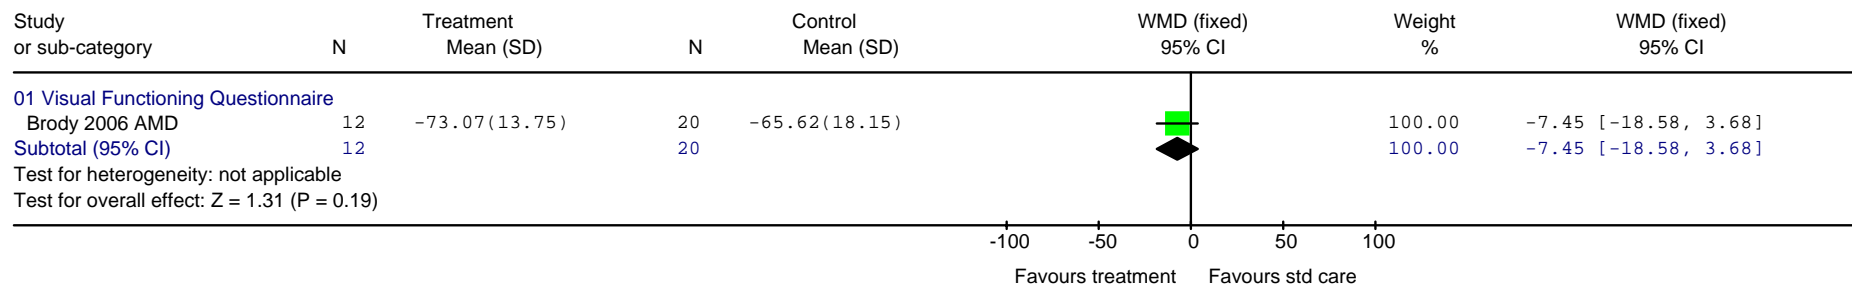 Study Treatment Control WMD (fixed) Weight WMD (fixed)
or sub-category N Mean (SD) N Mean (SD) 95% CI % 95% CI
01 Visual Functioning Questionnaire
Brody 2006 AMD 12 -73.07(13.75) 20 -65.62(18.15) 100.00 -7.45 [-18.58, 3.68]
Subtotal (95% CI) 12 20 100.00 -7.45 [-18.58, 3.68]
Test for heterogeneity: not applicable
Test for overall effect: Z = 1.31 (P = 0.19)
-100 -50 0 50 100
Favours treatment Favours std care